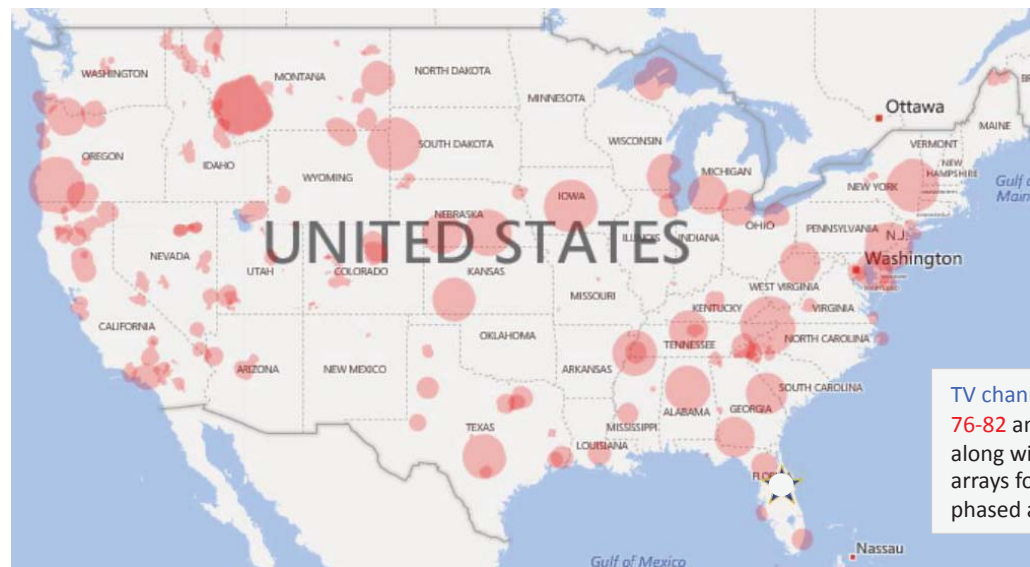 WASHINGTON
MONTANA
NORTH DAKOTA
MINNESOTA
Ottawa
MAINE
VERMONT
NEW
HAMPSHIRE
OREGON
IDAHO
WYOMING
SOUTH DAKOTA
WISCONSIN
MICHIGAN
NEW YORK
Gulf
Main
IOWA
NEBRASKA
UNITED STATES
NEVADA
UTAH
COLORADO
KANSAS
ILLINOIS
INDIANA
OHIO
PENNSYLVANIA
N.J.
Washington
MISSOURI
WEST VIRGINIA
KENTUCKY
VIRGINIA
CALIFORNIA
ARIZONA
NEW MEXICO
OKLAHOMA
ARKANSAS
TENNESSEE
NORTH CAROLINA
SOUTH CAROLINA
TEXAS
LOUISIANA
MISSISSIPPI
ALABAMA
GEORGIA
TV chann
76-82 an
along wi
arrays fo
phased a
Gulf of Mexico
Nassau